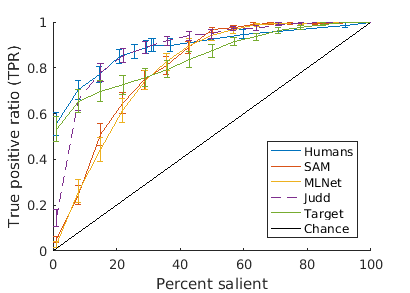 1
0.8
0.6
0.4
0.2
0
True positive ratio (TPR)
Humans
SAM
MLNet
Judd
Target
Chance
0 20 40 60 80 100
Percent salient